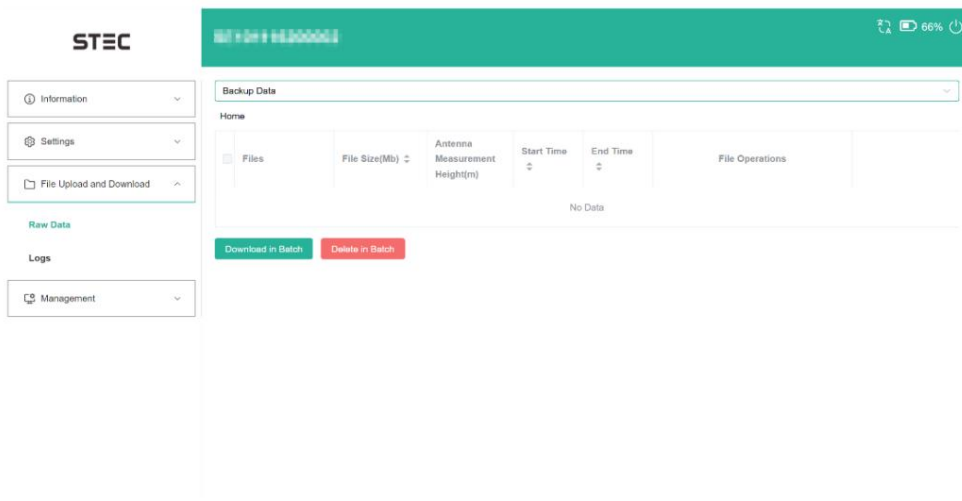 STEC
66%
Information
Settings
File Upload and Download
Raw Data
Logs
Management
Backup Data
Home
Files
File Size(Mb)
Antenna
Measurement
Height(m)
Start Time
End Time
File Operations
No Data
Download in Batch
Delete in Batch